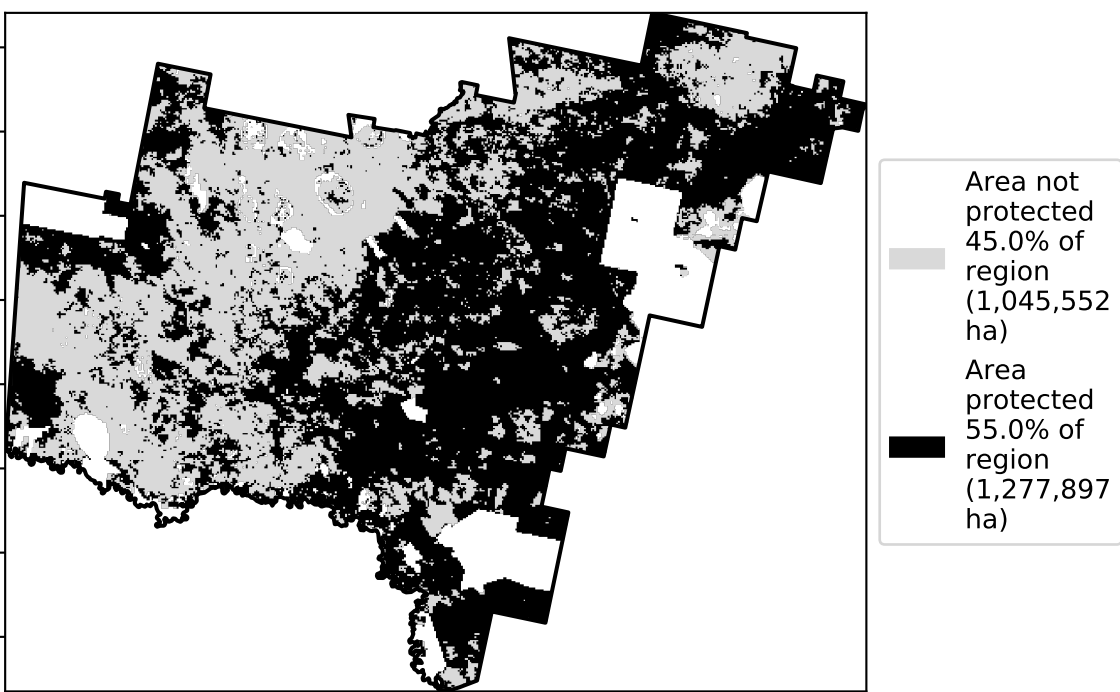 Area not
protected
45.0% of
region
(1,045,552
ha)
Area
protected
55.0% of
region
(1,277,897
ha)